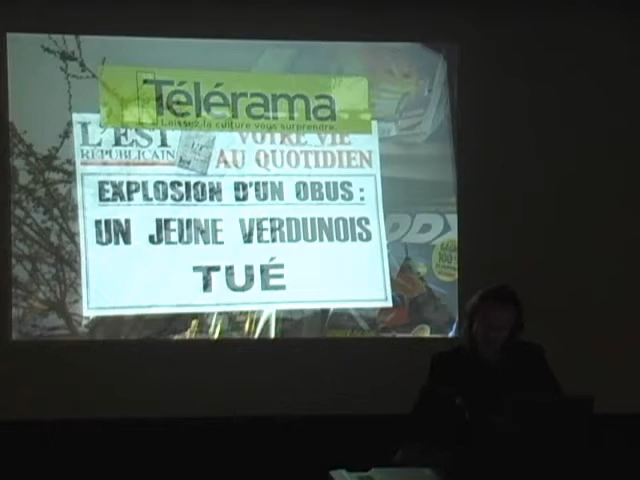 Télérama
Laissez la culture vous surprendre.
L'EST
RÉPUBLICAIN
VOTRE VIE
AU QUOTIDIEN
EXPLOSION D'UN OBUS :
UN JEUNE VERDUNOIS
TUÉ
100%